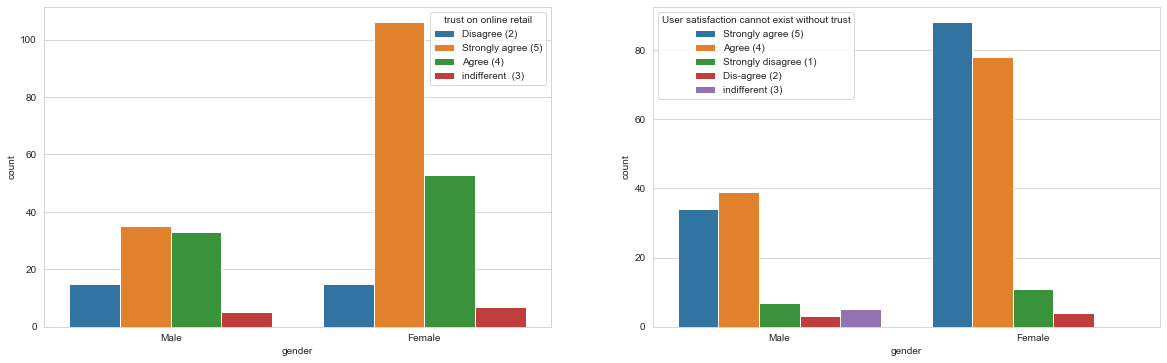 trust on online retail
Disagree (2)
Strongly agree (5)
Agree (4)
indifferent  (3)
100
80
60
40
20
0
count
Male
Female
gender
User satisfaction cannot exist without trust
Strongly agree (5)
Agree (4)
Strongly disagree (1)
Dis-agree (2)
indifferent (3)
80
60
40
20
0
count
Male
Female
gender